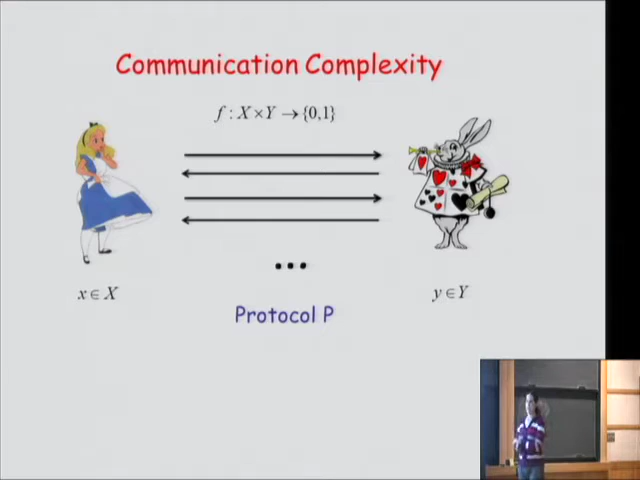 Communication Complexity
f : X × Y → {0,1}
...
x ∈ X
y ∈ Y
Protocol P